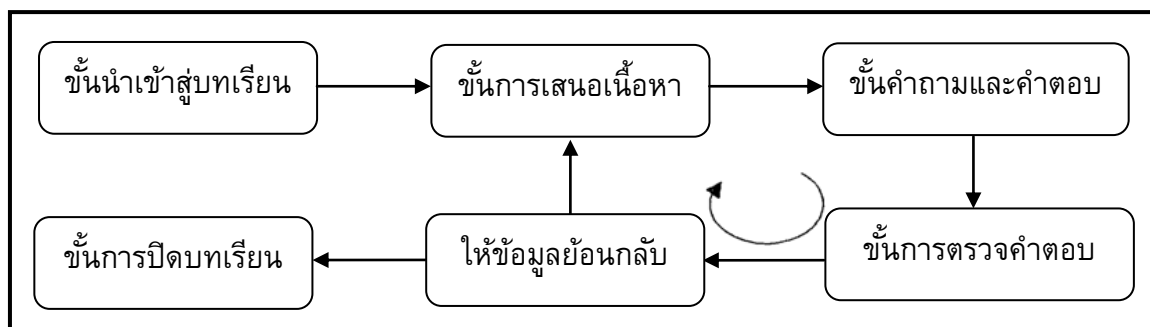 ขั้นนำเข้าสู่บทเรียน
ขั้นการเสนอเนื้อหา
ขั้นคำถามและคำตอบ
ขั้นการปิดบทเรียน
ให้ข้อมูลย้อนกลับ
ขั้นการตรวจคำตอบ